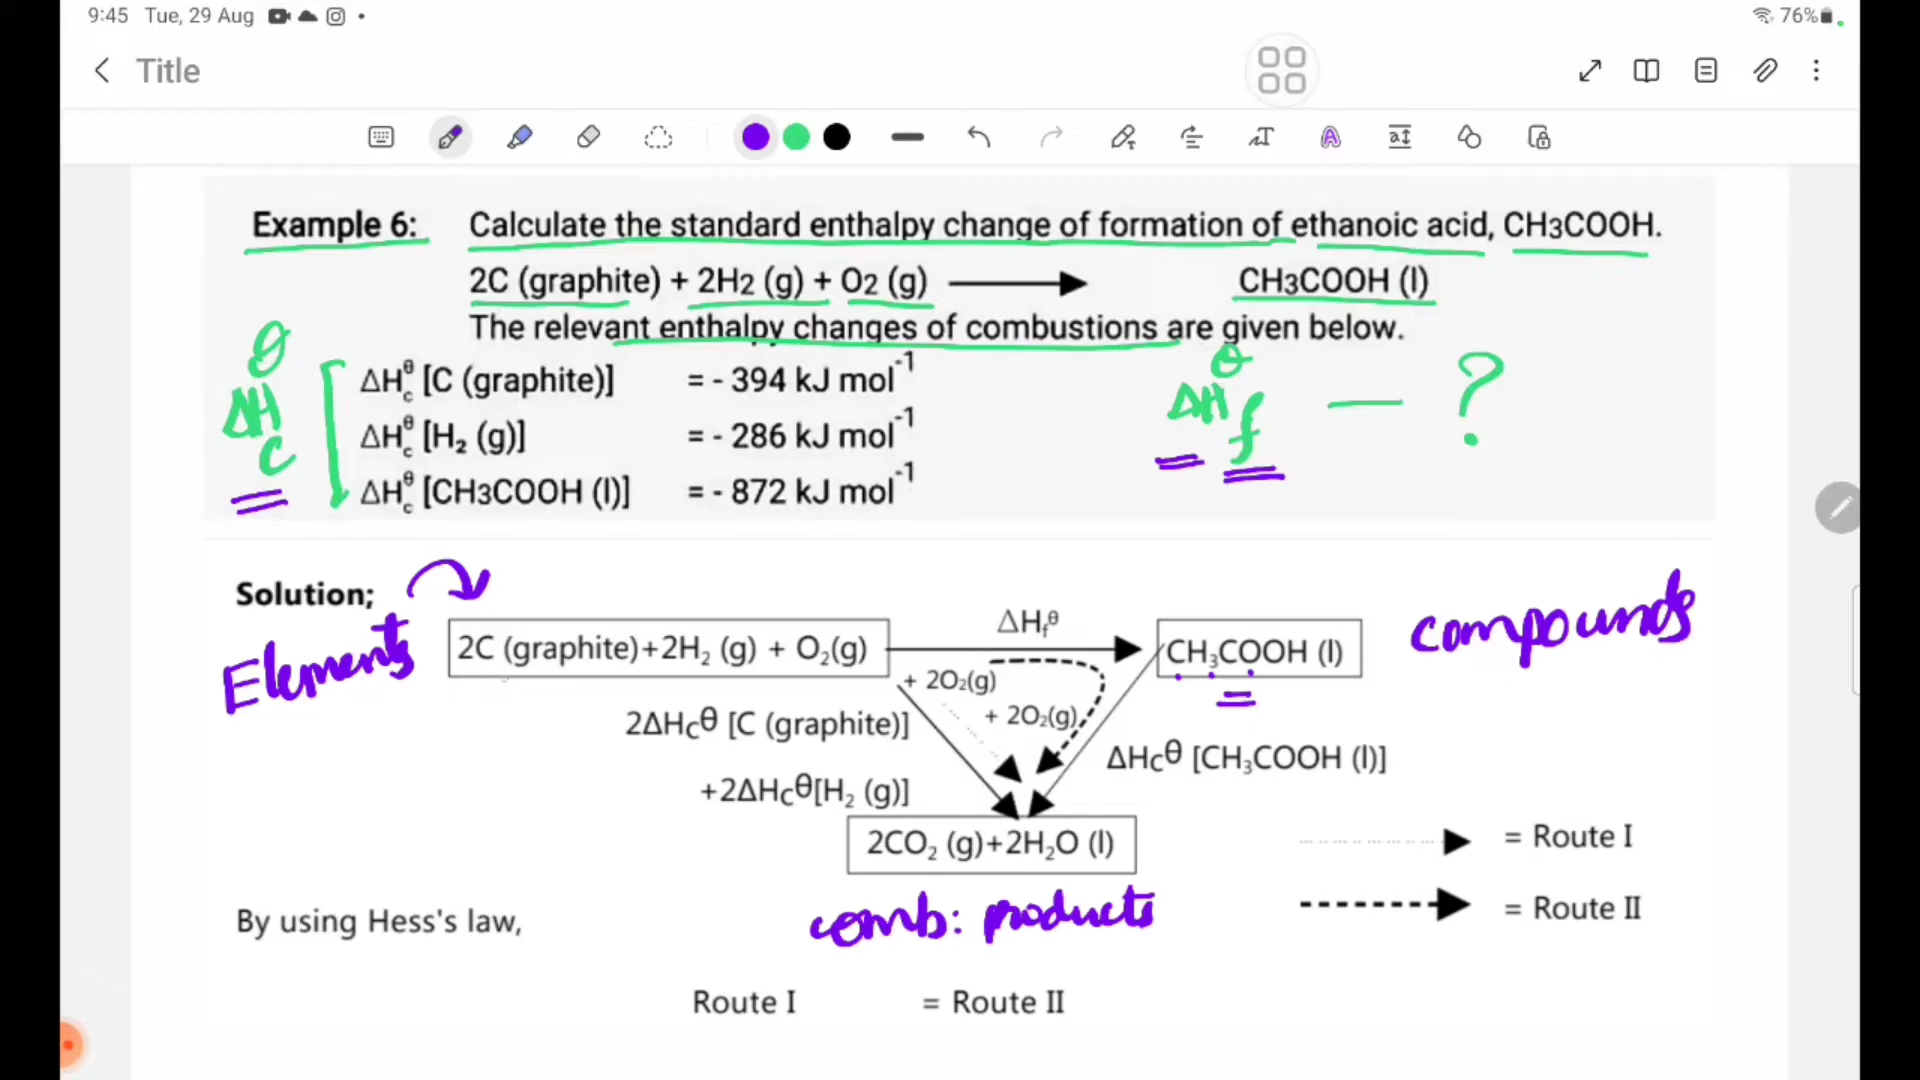 9:45 Tue, 29 Aug 76%
Title
Example 6: Calculate the standard enthalpy change of formation of ethanoic acid, CH3COOH.
2C (graphite) + 2H2 (g) + O2 (g) CH3COOH (l)
The relevant enthalpy changes of combustions are given below.
ΔHcᶿ [C (graphite)] = - 394 kJ mol⁻¹
ΔHcᶿ [H₂ (g)] = - 286 kJ mol⁻¹
ΔHcᶿ [CH3COOH (l)] = - 872 kJ mol⁻¹
ΔHcᶿ
ΔHfᶿ — ?
Solution;
Elements
compounds
2C (graphite)+2H₂ (g) + O₂(g) ΔHfᶿ CH₃COOH (l)
+ 2O₂(g)
+ 2O₂(g)
2ΔHcθ [C (graphite)]
+2ΔHcθ[H₂ (g)]
ΔHcθ [CH₃COOH (l)]
2CO₂ (g)+2H₂O (l)
= Route I
= Route II
comb: products
By using Hess's law,
Route I = Route II